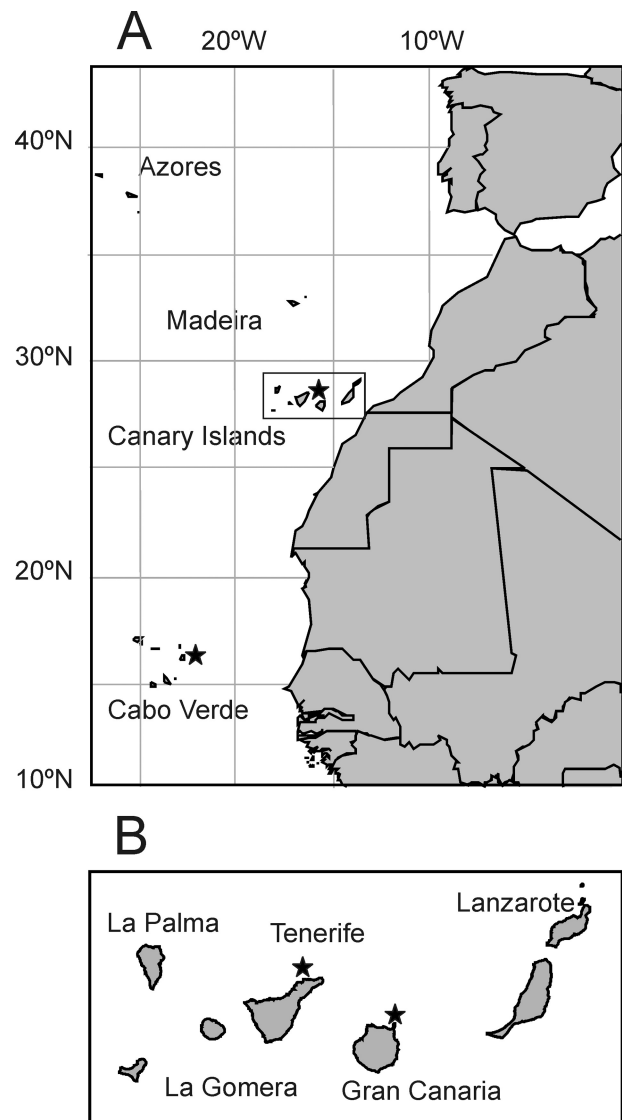 A
20ºW 10ºW
40ºN
Azores
Madeira
30ºN
Canary Islands
20ºN
Cabo Verde
10ºN
B
Lanzarote
La Palma
Tenerife
La Gomera
Gran Canaria